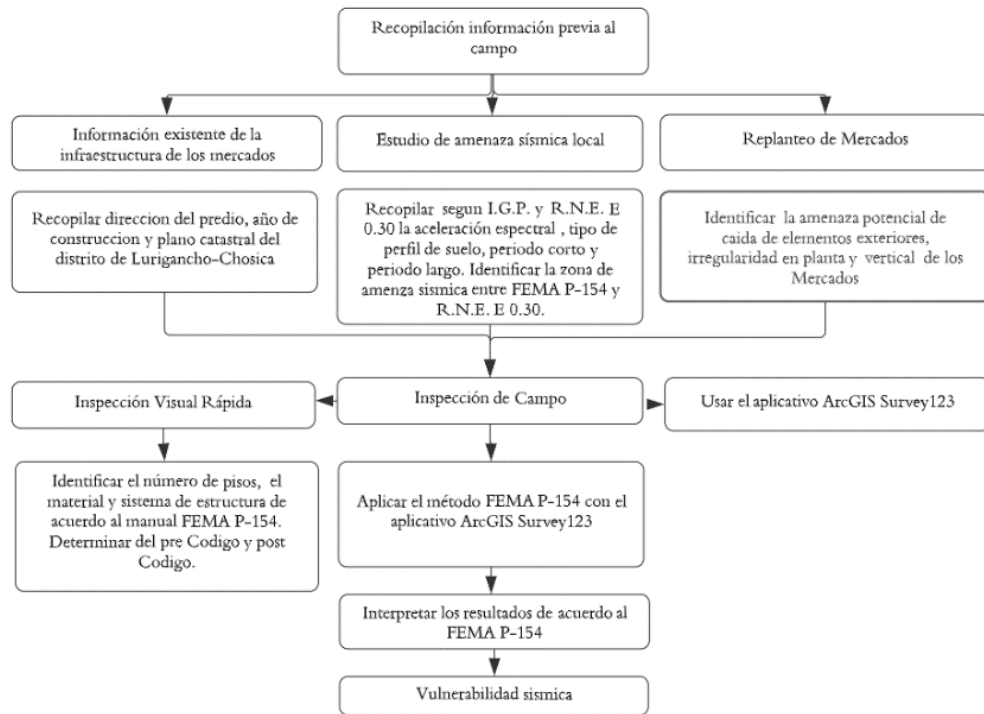 Recopilación información previa al
campo
Información existente de la
infraestructura de los mercados
Estudio de amenaza sísmica local
Replanteo de Mercados
Recopilar direccion del predio, año de
construccion y plano catastral del
distrito de Lurigancho-Chosica
Recopilar segun I.G.P. y R.N.E. E
0.30 la aceleración espectral , tipo de
perfil de suelo, periodo corto y
periodo largo. Identificar la zona de
amenza sismica entre FEMA P-154 y
R.N.E. E 0.30.
Identificar la amenaza potencial de
caida de elementos exteriores,
irregularidad en planta y vertical de los
Mercados
Inspección Visual Rápida
Inspección de Campo
Usar el aplicativo ArcGIS Survey123
Identificar el número de pisos, el
material y sistema de estructura de
acuerdo al manual FEMA P-154.
Determinar del pre Codigo y post
Codigo.
Aplicar el método FEMA P-154 con el
aplicativo ArcGIS Survey123
Interpretar los resultados de acuerdo al
FEMA P-154
Vulnerabilidad sismica